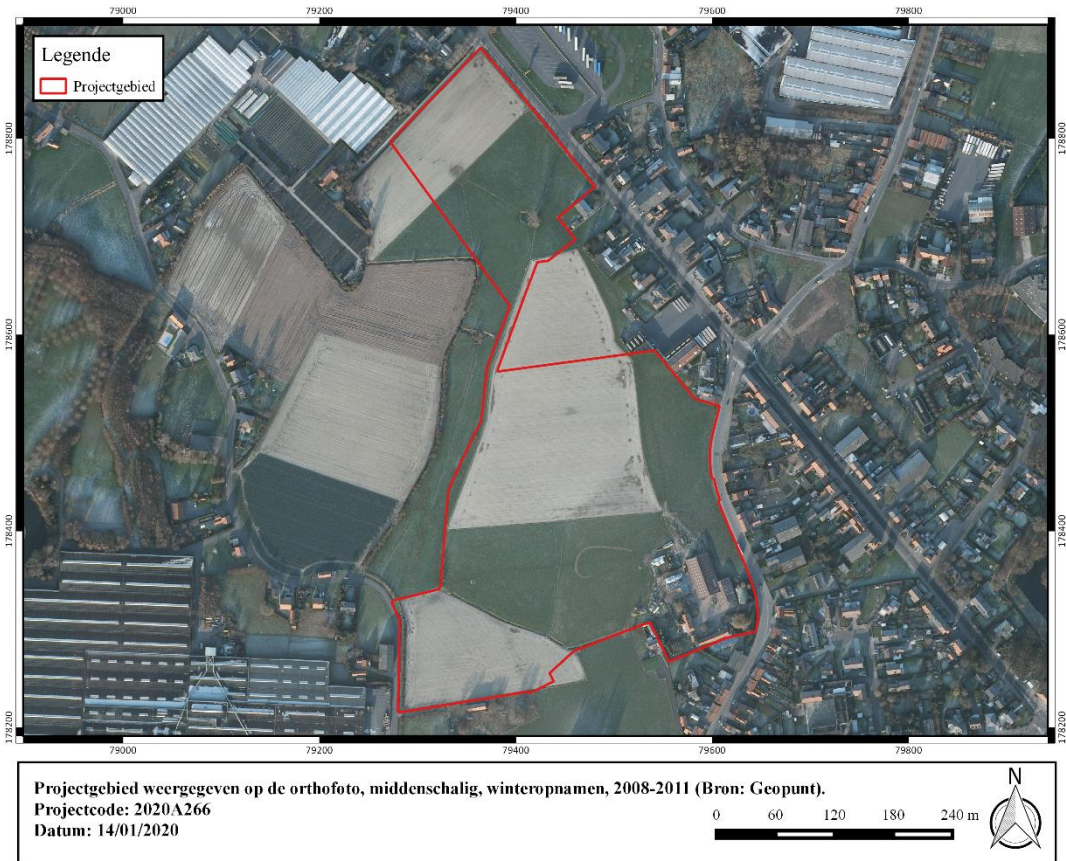 79000 79200 79400 79600 79800
Legende
Projectgebied
178800 178800
178600 178600
178400 178400
178200 178200
79000 79200 79400 79600 79800
Projectgebied weergegeven op de orthofoto, middenschalig, winteropnamen, 2008-2011 (Bron: Geopunt).
Projectcode: 2020A266
Datum: 14/01/2020
N
0 60 120 180 240 m